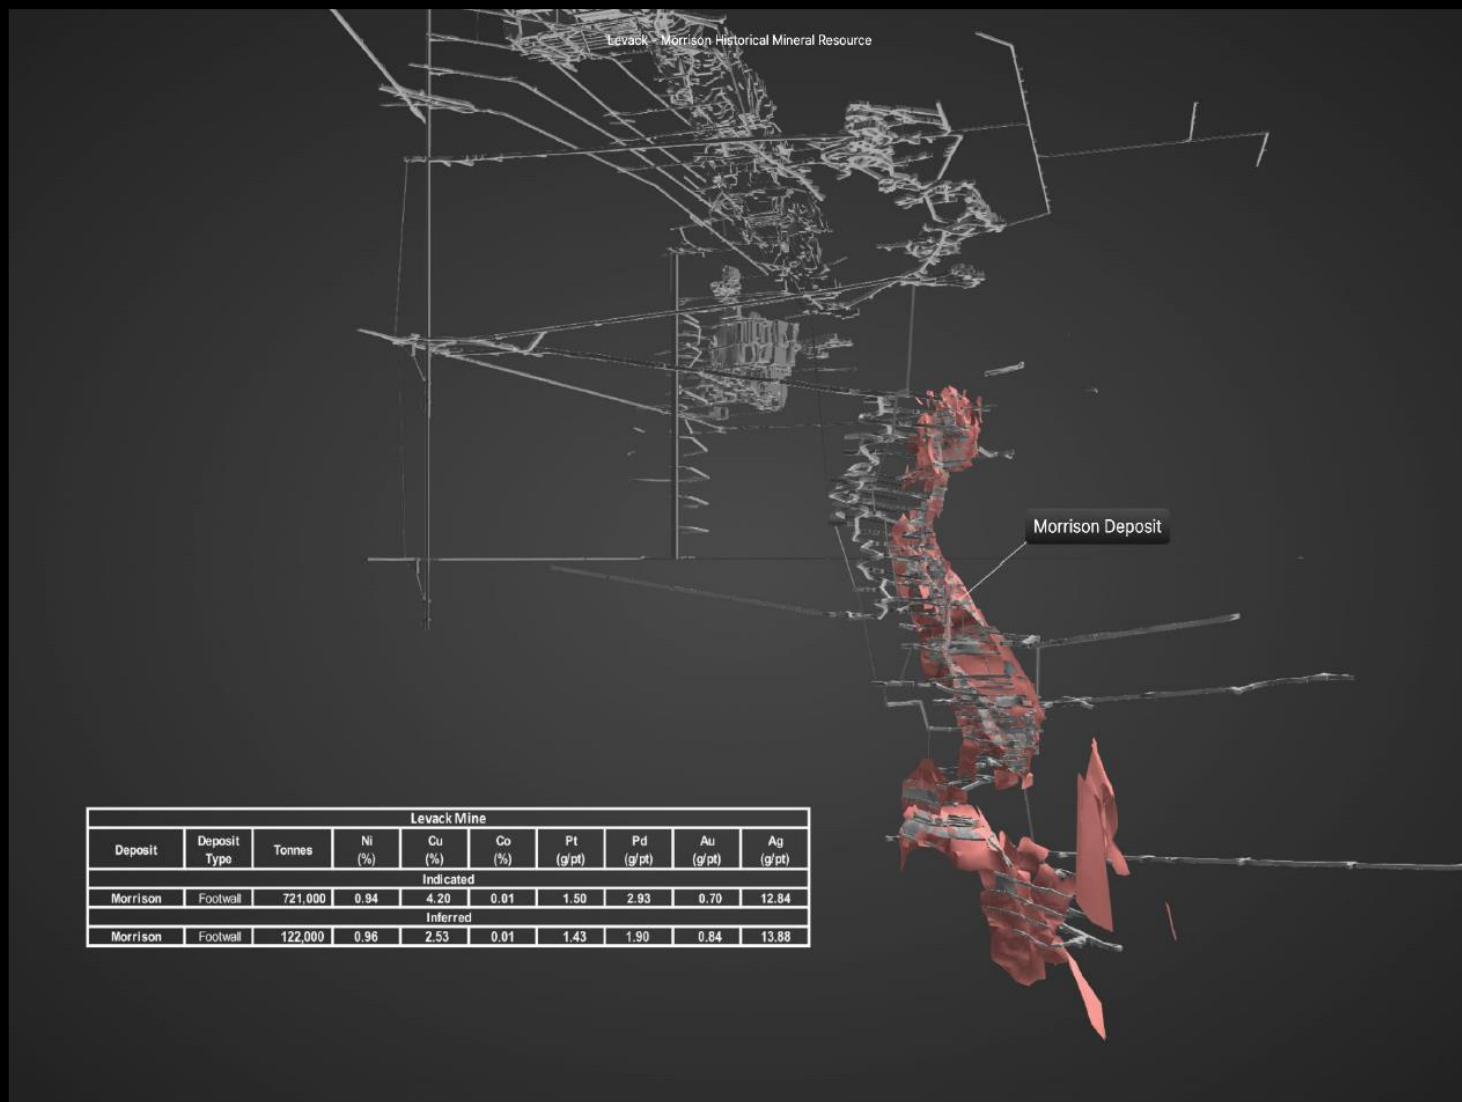 Levack - Morrison Historical Mineral Resource
Morrison Deposit
Levack Mine
Deposit Deposit Type Tonnes Ni (%) Cu (%) Co (%) Pt (g/pt) Pd (g/pt) Au (g/pt) Ag (g/pt)
Indicated
Morrison Footwall 721,000 0.94 4.20 0.01 1.50 2.93 0.70 12.84
Inferred
Morrison Footwall 122,000 0.96 2.53 0.01 1.43 1.90 0.84 13.88